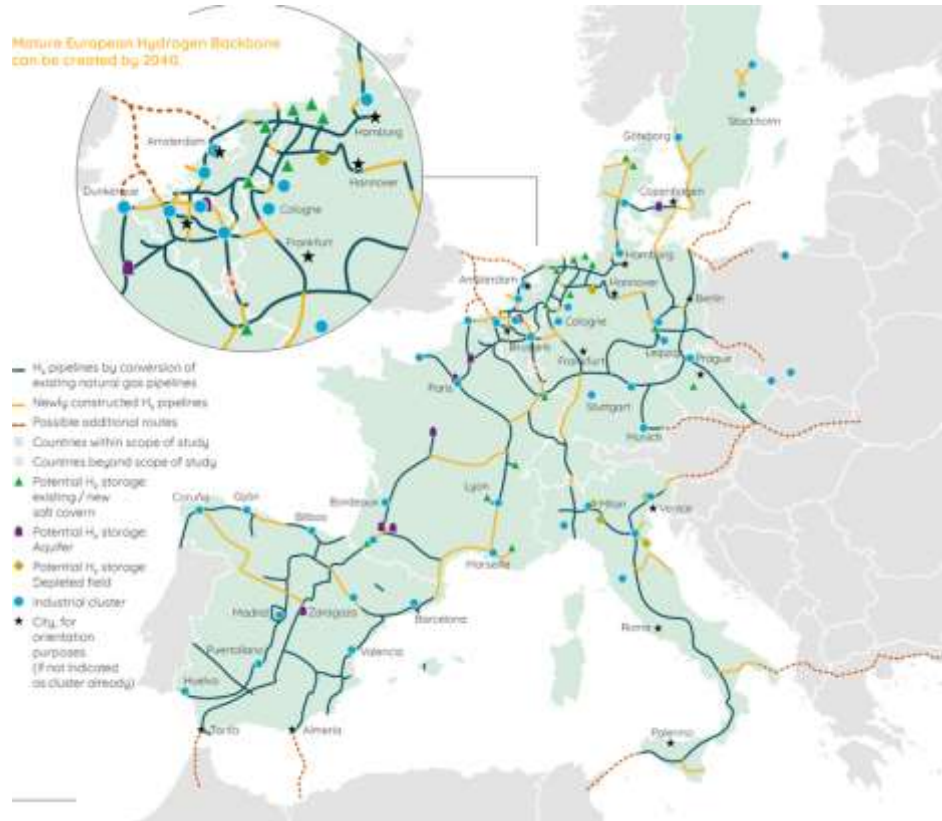 Mature European Hydrogen Backbone
can be created by 2040.
Amsterdam
Hamburg
Hannover
Dunkerque
Cologne
Frankfurt
Stockholm
Göteborg
Copenhagen
Hamburg
Amsterdam
Hannover
Berlin
Cologne
Brussels
Leipzig
Frankfurt
Prague
Paris
Stuttgart
Munich
H₂ pipelines by conversion of
existing natural gas pipelines
Newly constructed H₂ pipelines
Possible additional routes
Countries within scope of study
Countries beyond scope of study
Potential H₂ storage:
existing / new
salt cavern
Potential H₂ storage:
Aquifer
Potential H₂ storage:
Depleted field
Industrial cluster
City, for
orientation
purposes
(if not indicated
as cluster already)
Lyon
Bordeaux
Milan
Venice
Coruña
Gijón
Bilbao
Marseille
Madrid
Zaragoza
Barcelona
Rome
Puertollano
Valencia
Huelva
Tarifa
Almería
Palermo